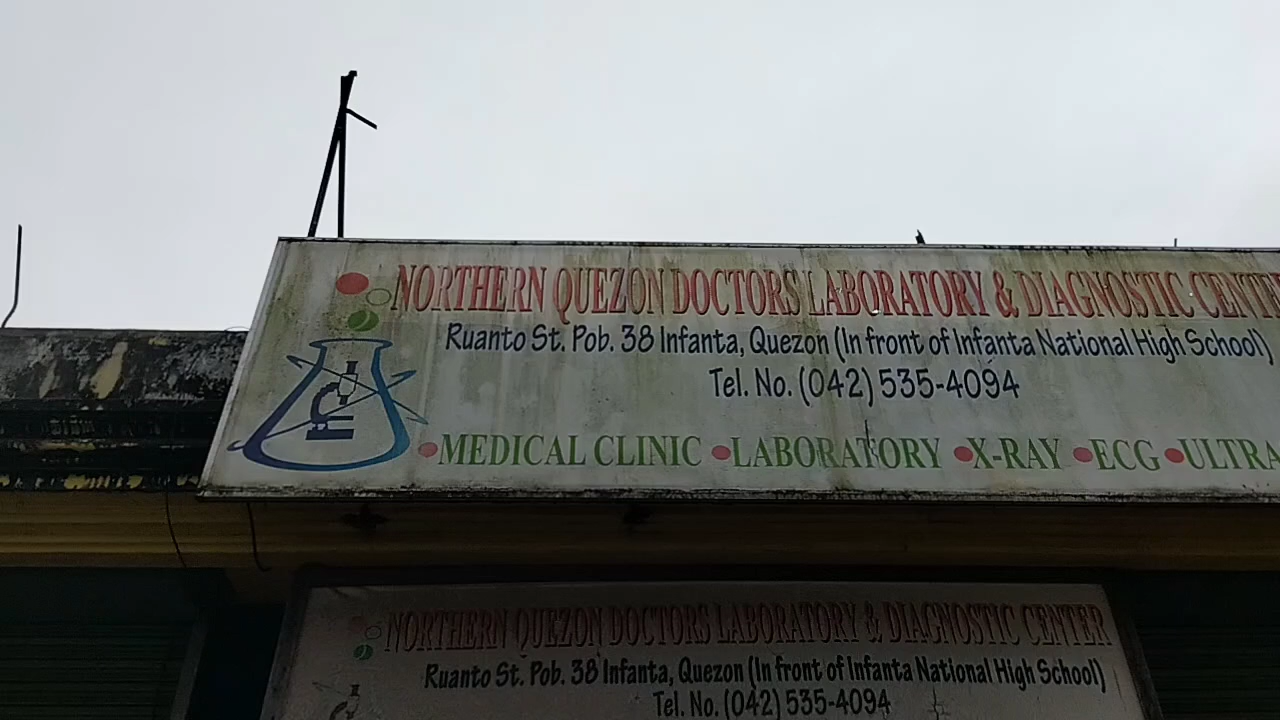 NORTHERN QUEZON DOCTORS LABORATORY & DIAGNOSTIC CENTE
Ruanto St. Pob. 38 Infanta, Quezon (In front of Infanta National High School)
Tel. No. (042) 535-4094
•MEDICAL CLINIC •LABORATORY •X-RAY •ECG •ULTRA
NORTHERN QUEZON DOCTORS LABORATORY & DIAGNOSTIC CENTER
Ruanto St. Pob. 38 Infanta, Quezon (In front of Infanta National High School)
Tel. No. (042) 535-4094